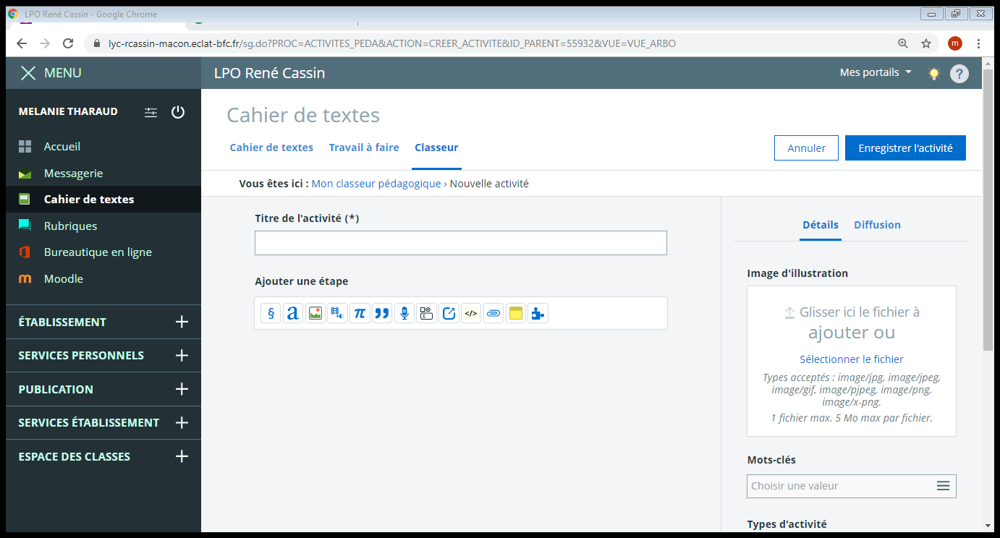 LPO René Cassin - Google Chrome
lyc-rcassin-macon.eclat-bfc.fr/sg.do?PROC=ACTIVITES_PEDA&ACTION=CREER_ACTIVITE&ID_PARENT=55932&VUE=VUE_ARBO
m
MENU
LPO René Cassin
Mes portails
?
MELANIE THARAUD
Accueil
Messagerie
Cahier de textes
Rubriques
Bureautique en ligne
m Moodle
ÉTABLISSEMENT
SERVICES PERSONNELS
PUBLICATION
SERVICES ÉTABLISSEMENT
ESPACE DES CLASSES
Cahier de textes
Cahier de textes Travail à faire Classeur
Annuler Enregistrer l'activité
Vous êtes ici : Mon classeur pédagogique › Nouvelle activité
Titre de l'activité (*)
Ajouter une étape
§ a π </>
Détails Diffusion
Image d'illustration
Glisser ici le fichier à
ajouter ou
Sélectionner le fichier
Types acceptés : image/jpg, image/jpeg,
image/gif, image/pjpeg, image/png,
image/x-png.
1 fichier max. 5 Mo max par fichier.
Mots-clés
Choisir une valeur
Types d'activité